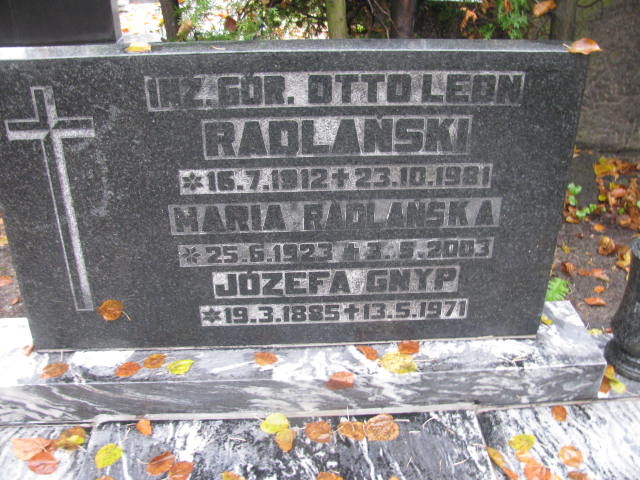 INŻ. GÓR. OTTO LEON
RADLAŃSKI
*16.7.1912+23.10.1981
MARIA RADLAŃSKA
*25.6.1923 +3.9.2003
JÓZEFA GNYP
*19.3.1885+13.5.1971